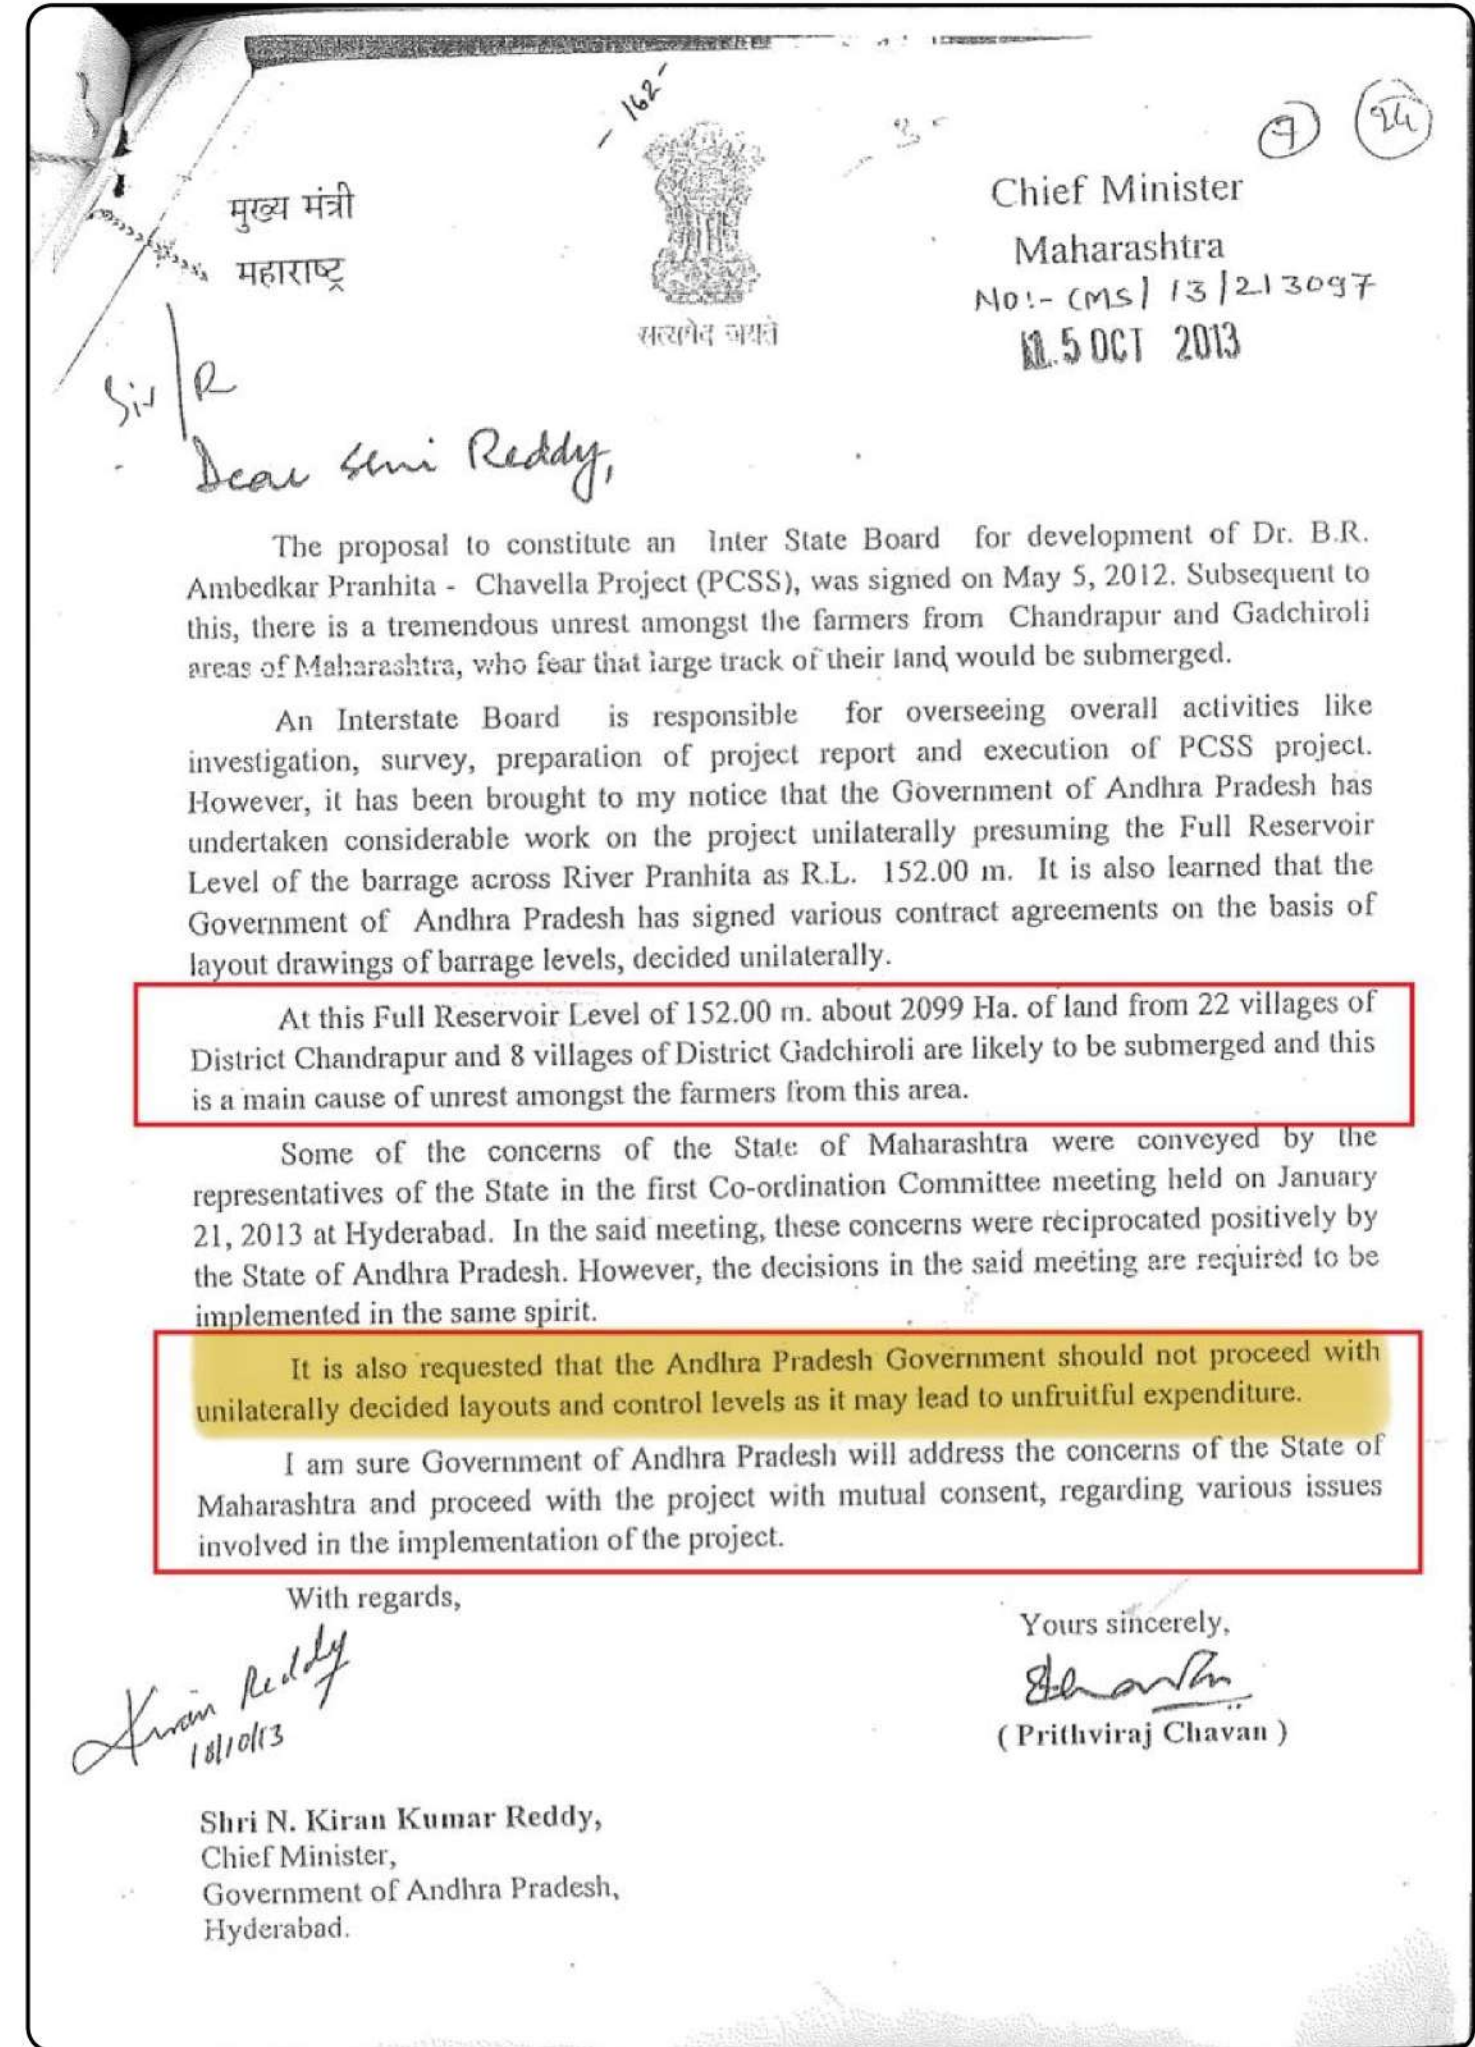 - 162 -
7
24
- 3 -
मुख्य मंत्री
महाराष्ट्र
सत्यमेव जयते
Chief Minister
Maharashtra
No:- CMS/13/213097
5 OCT 2013
Sir/R
Dear Shri Reddy,
The proposal to constitute an Inter State Board for development of Dr. B.R.
Ambedkar Pranhita - Chavella Project (PCSS), was signed on May 5, 2012. Subsequent to
this, there is a tremendous unrest amongst the farmers from Chandrapur and Gadchiroli
areas of Maharashtra, who fear that large track of their land would be submerged.
An Interstate Board is responsible for overseeing overall activities like
investigation, survey, preparation of project report and execution of PCSS project.
However, it has been brought to my notice that the Government of Andhra Pradesh has
undertaken considerable work on the project unilaterally presuming the Full Reservoir
Level of the barrage across River Pranhita as R.L. 152.00 m. It is also learned that the
Government of Andhra Pradesh has signed various contract agreements on the basis of
layout drawings of barrage levels, decided unilaterally.
At this Full Reservoir Level of 152.00 m. about 2099 Ha. of land from 22 villages of
District Chandrapur and 8 villages of District Gadchiroli are likely to be submerged and this
is a main cause of unrest amongst the farmers from this area.
Some of the concerns of the State of Maharashtra were conveyed by the
representatives of the State in the first Co-ordination Committee meeting held on January
21, 2013 at Hyderabad. In the said meeting, these concerns were reciprocated positively by
the State of Andhra Pradesh. However, the decisions in the said meeting are required to be
implemented in the same spirit.
It is also requested that the Andhra Pradesh Government should not proceed with
unilaterally decided layouts and control levels as it may lead to unfruitful expenditure.
I am sure Government of Andhra Pradesh will address the concerns of the State of
Maharashtra and proceed with the project with mutual consent, regarding various issues
involved in the implementation of the project.
With regards,
Yours sincerely,
Kiran Reddy
18/10/13
( Prithviraj Chavan )
Shri N. Kiran Kumar Reddy,
Chief Minister,
Government of Andhra Pradesh,
Hyderabad.